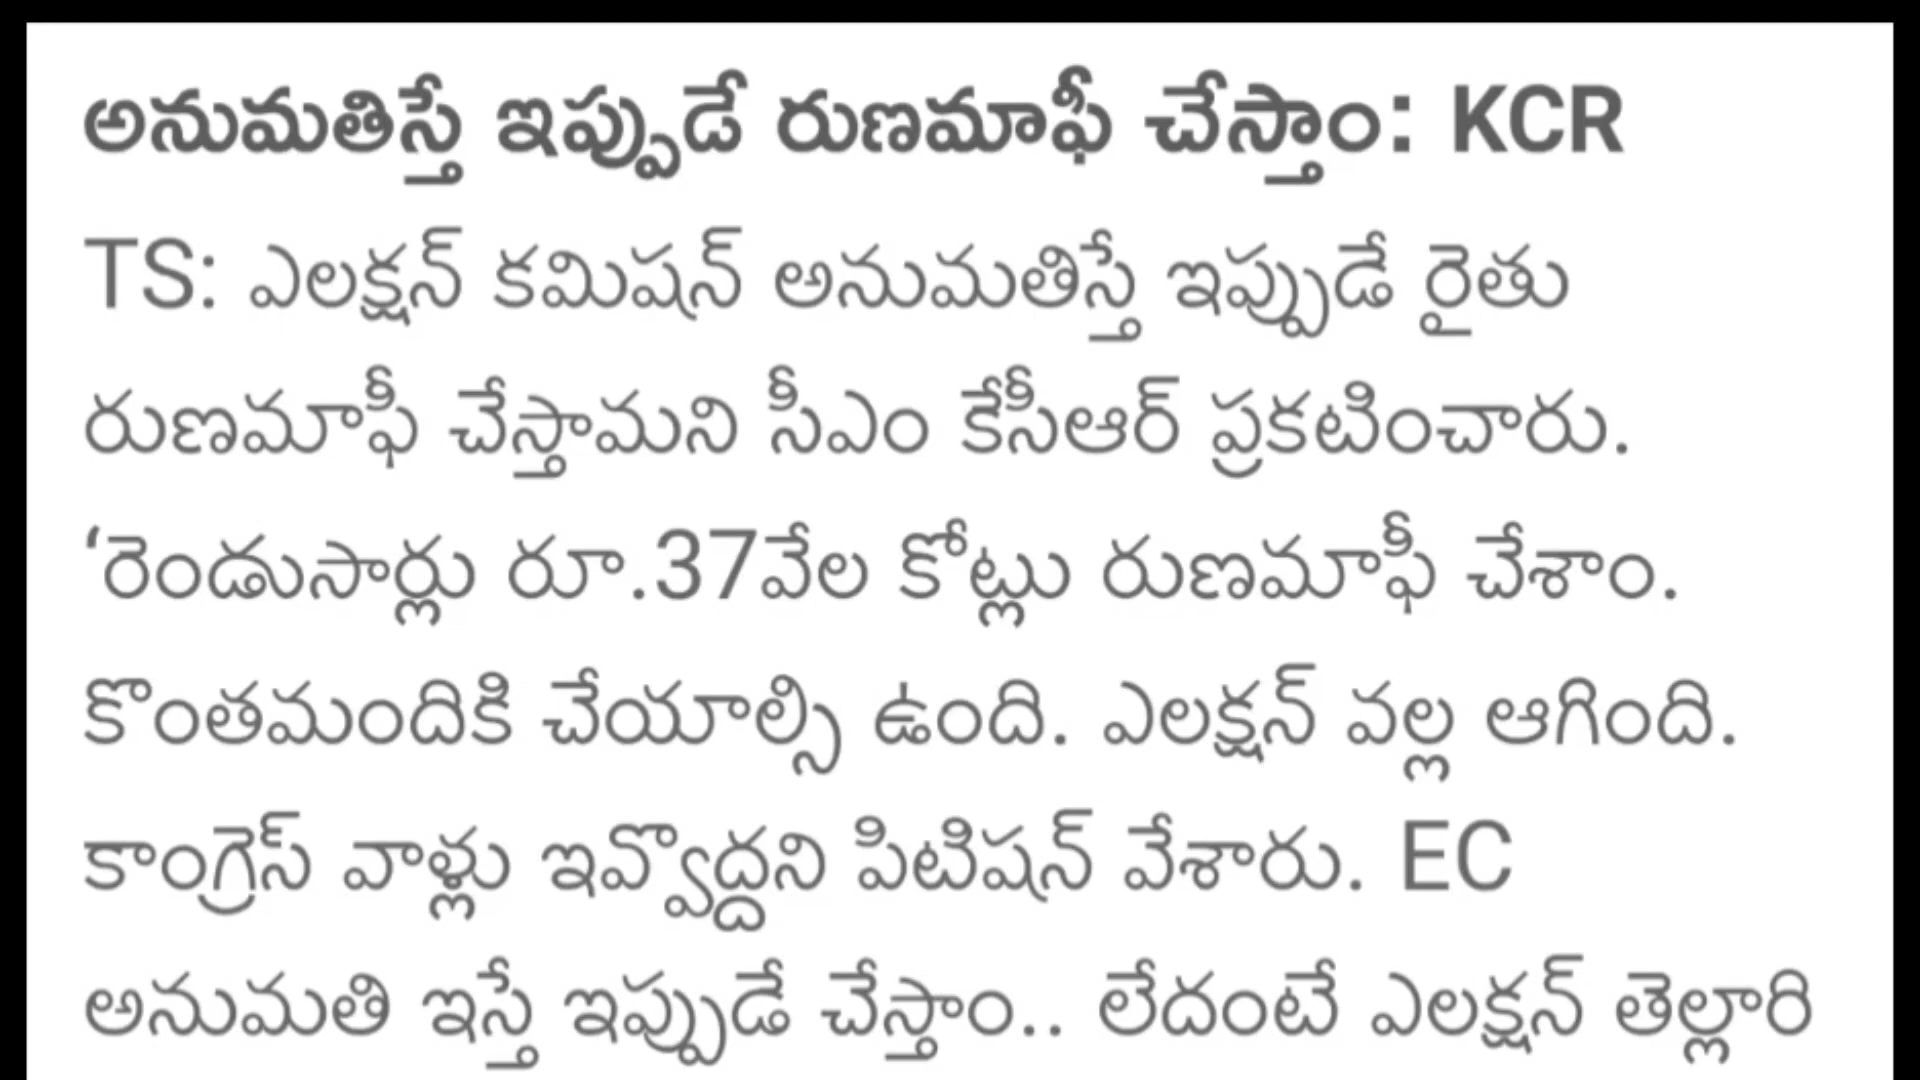 అనుమతిస్తే ఇప్పుడే రుణమాఫీ చేస్తాం: KCR
TS: ఎలక్షన్ కమిషన్ అనుమతిస్తే ఇప్పుడే రైతు
రుణమాఫీ చేస్తామని సీఎం కేసీఆర్ ప్రకటించారు.
‘రెండుసార్లు రూ.37వేల కోట్లు రుణమాఫీ చేశాం.
కొంతమందికి చేయాల్సి ఉంది. ఎలక్షన్ వల్ల ఆగింది.
కాంగ్రెస్ వాళ్లు ఇవ్వొద్దని పిటిషన్ వేశారు. EC
అనుమతి ఇస్తే ఇప్పుడే చేస్తాం.. లేదంటే ఎలక్షన్ తెల్లారి